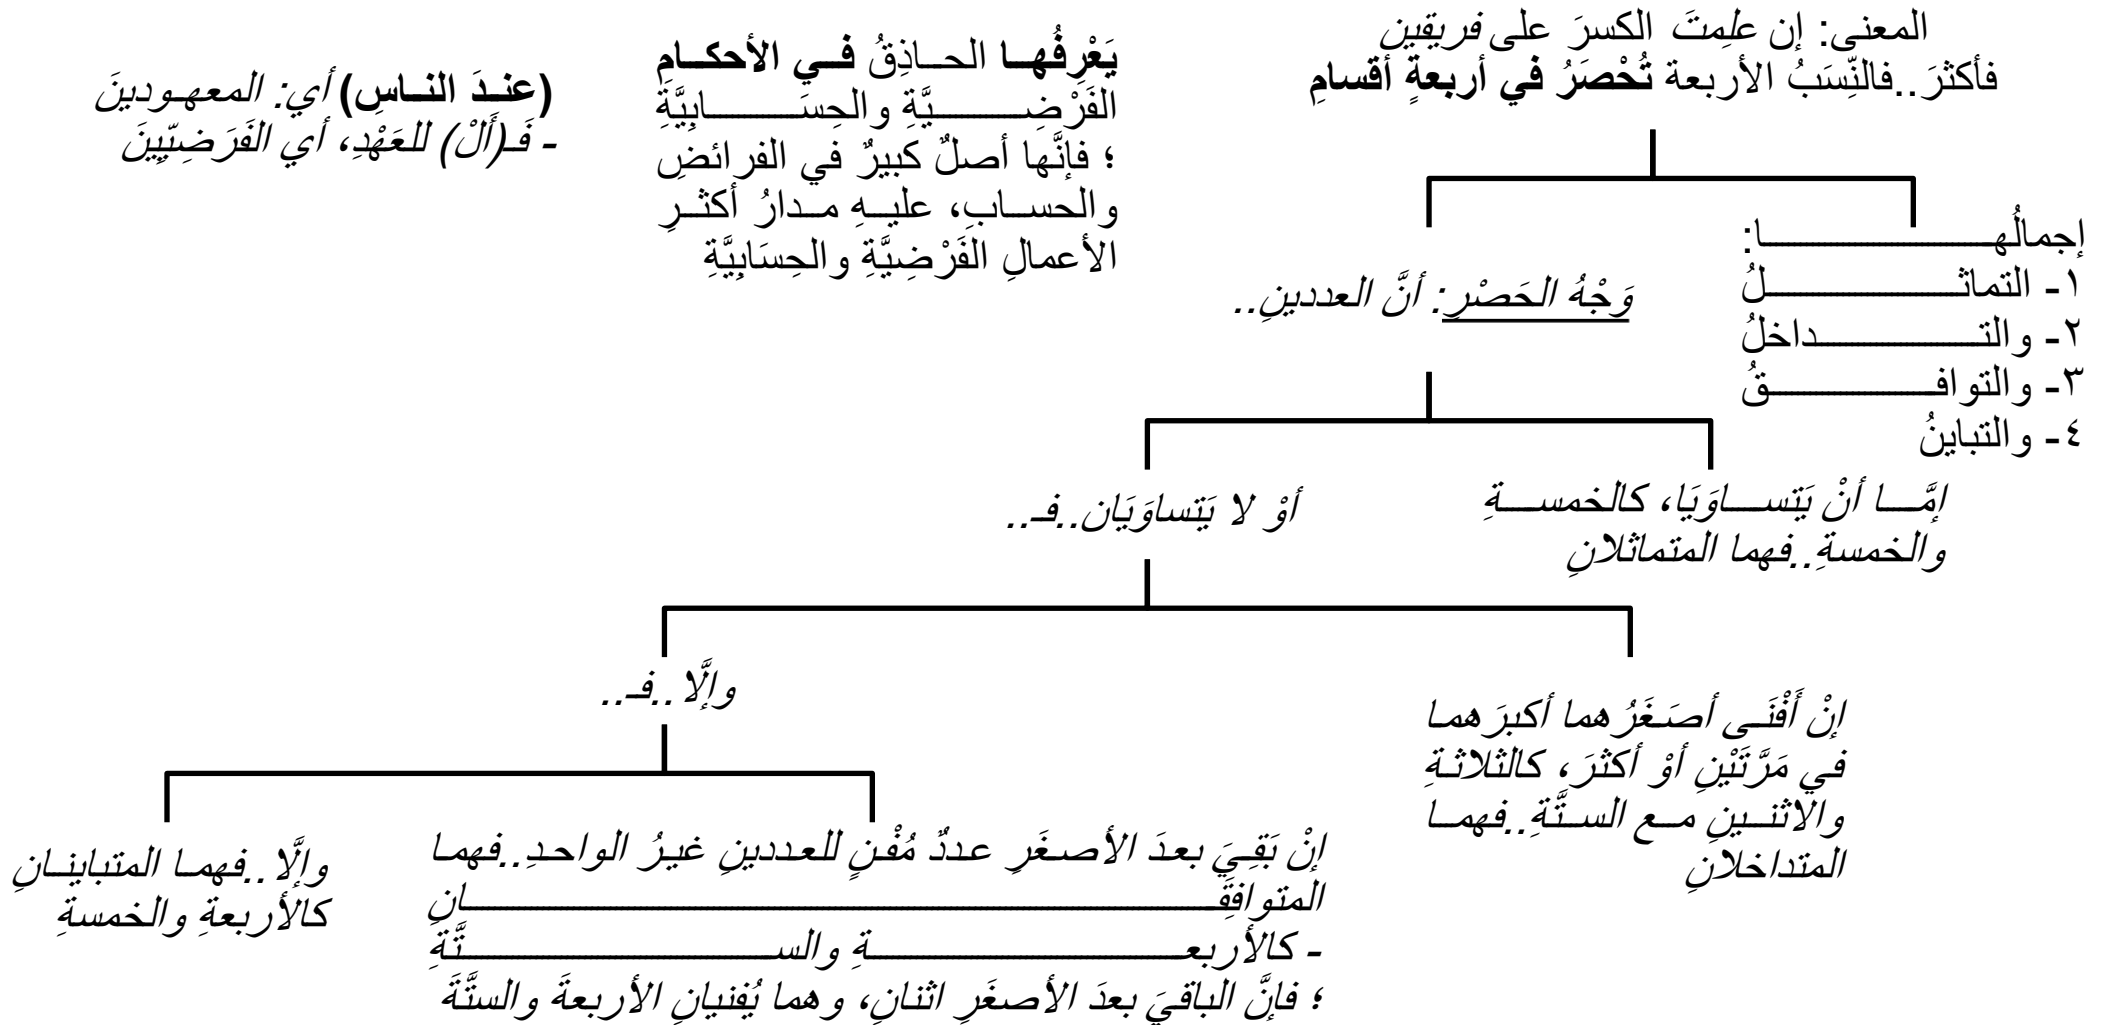 المعنى: إن علِمتَ الكسرَ على فريقين
فأكثرَ..فالنِّسَبُ الأربعة تُحْصَرُ في أربعةٍ أقسامِ
يَعْرِفُها الحاذِقُ في الأحكامِ
الفَرْضِيَّةِ والحِسَابِيَّةِ
؛ فإنَّها أصلٌ كبيرٌ في الفرائضِ
والحسابِ، عليهِ مدارُ أكثرِ
الأعمالِ الفَرْضِيَّةِ والحِسَابِيَّةِ
(عندَ الناسِ) أي: المعهودينَ
- فَـ(أَلْ) للعَهْدِ، أي الفَرَضِيّيِنَ
إجمالُها:
١- التماثلُ
٢- والتداخلُ
٣- والتوافقُ
٤- والتباينُ
وَجْهُ الحَصْرِ: أنَّ العددينِ..
إمَّا أنْ يَتساوَيَا، كالخمسةِ
والخمسةِ..فهما المتماثلانِ
أوْ لا يَتساوَيَان..فـ..
إنْ أَفْنَى أصَغَرُهما أكبرَهما
في مَرَّتَيْنِ أوْ أكثرَ، كالثلاثةِ
والاثنينِ مع الستَّةِ..فهما
المتداخلانِ
وإلَّا..فـ..
إنْ بَقِيَ بعدَ الأصغَرِ عددٌ مُفْنٍ للعددينِ غيرُ الواحدِ..فهما
المتوافِقَانِ
- كالأربعةِ والستَّةِ
؛ فإنَّ الباقيَ بعدَ الأصغَرِ اثنانِ، وهما يُفنيانِ الأربعةَ والستَّةَ
وإلَّا..فهما المتباينانِ
كالأربعةِ والخمسةِ